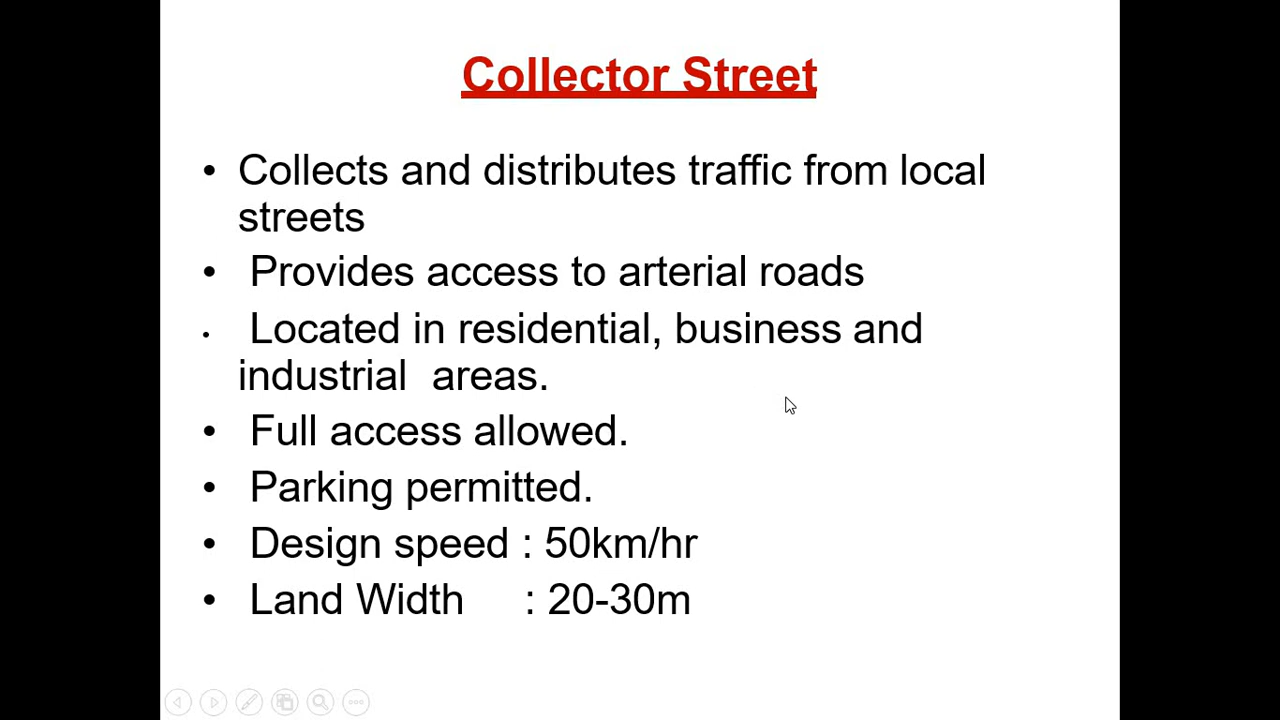 Collector Street
• Collects and distributes traffic from local
streets
• Provides access to arterial roads
• Located in residential, business and
industrial  areas.
• Full access allowed.
• Parking permitted.
• Design speed : 50km/hr
• Land Width : 20-30m